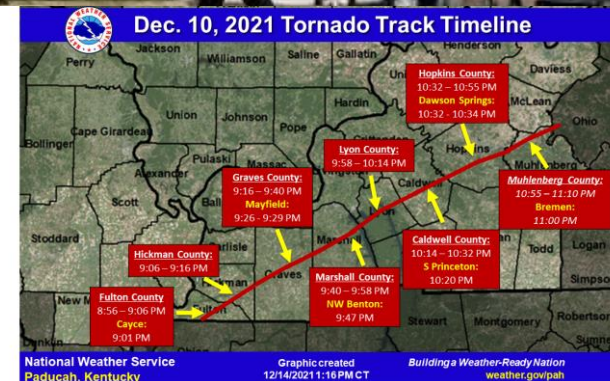 Dec. 10, 2021 Tornado Track Timeline
Perry
Jackson
Williamson
Saline
Gallatin
Henderson
Daviess
Hopkins County:
10:32 – 10:55 PM
Dawson Springs:
10:32 - 10:34 PM
McLean
Ohio
Hardin
Union
Johnson
Pope
Bollinger
Cape Girardeau
Pulaski
Massac
Alexander
Scott
Stoddard
Lyon County:
9:58 – 10:14 PM
Graves County:
9:16 – 9:40 PM
Mayfield:
9:26 - 9:29 PM
Muhlenberg County:
10:55 – 11:10 PM
Bremen:
11:00 PM
Hickman County:
9:06 – 9:16 PM
Graves
Marshall County:
9:40 – 9:58 PM
NW Benton:
9:47 PM
Caldwell County:
10:14 – 10:32 PM
S Princeton:
10:20 PM
Todd
Logan
Fulton County
8:56 – 9:06 PM
Cayce:
9:01 PM
Stewart
Montgomery
Robertson
National Weather Service
Paducah, Kentucky
Graphic created
12/14/2021 1:16 PM CT
Building a Weather-Ready Nation
weather.gov/pah